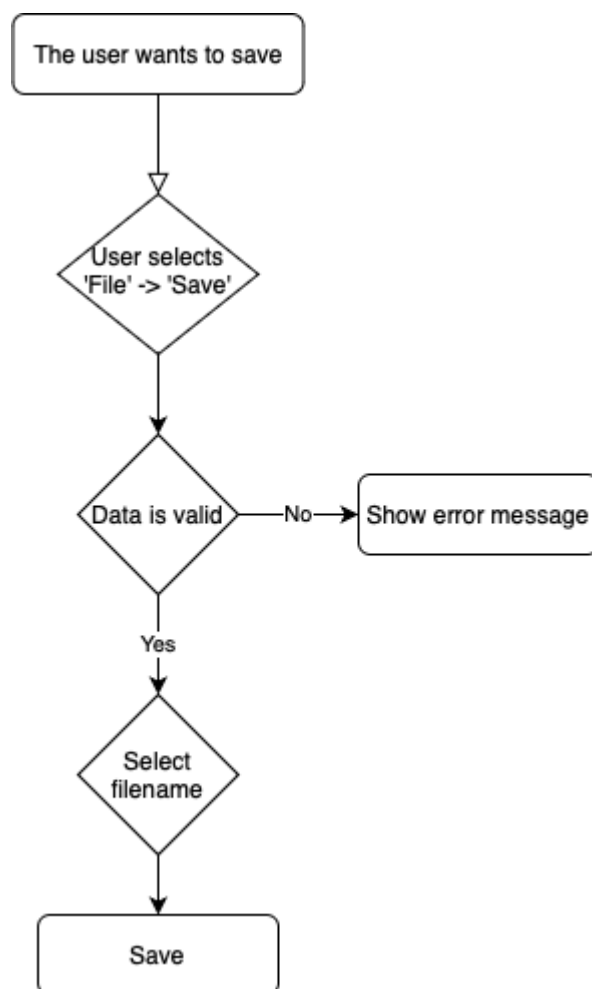 The user wants to save
User selects
'File' -> 'Save'
Data is valid
No
Show error message
Yes
Select
filename
Save